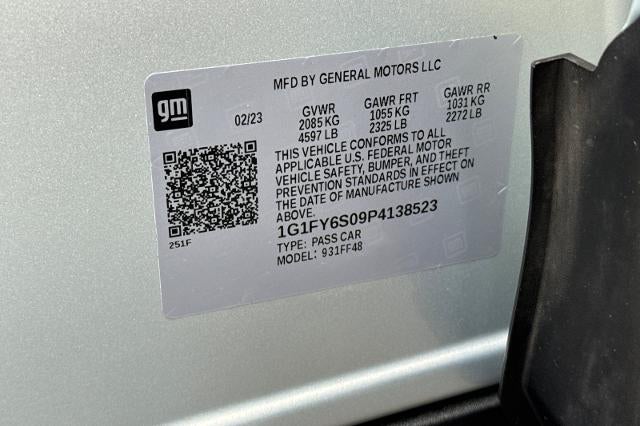 MFD BY GENERAL MOTORS LLC
gm
02/23 GVWR GAWR FRT GAWR RR
2085 KG 1055 KG 1031 KG
4597 LB 2325 LB 2272 LB
THIS VEHICLE CONFORMS TO ALL
APPLICABLE U.S. FEDERAL MOTOR
VEHICLE SAFETY, BUMPER, AND THEFT
PREVENTION STANDARDS IN EFFECT ON
THE DATE OF MANUFACTURE SHOWN
ABOVE.
1G1FY6S09P4138523
TYPE: PASS CAR
MODEL: 931FF48
251F